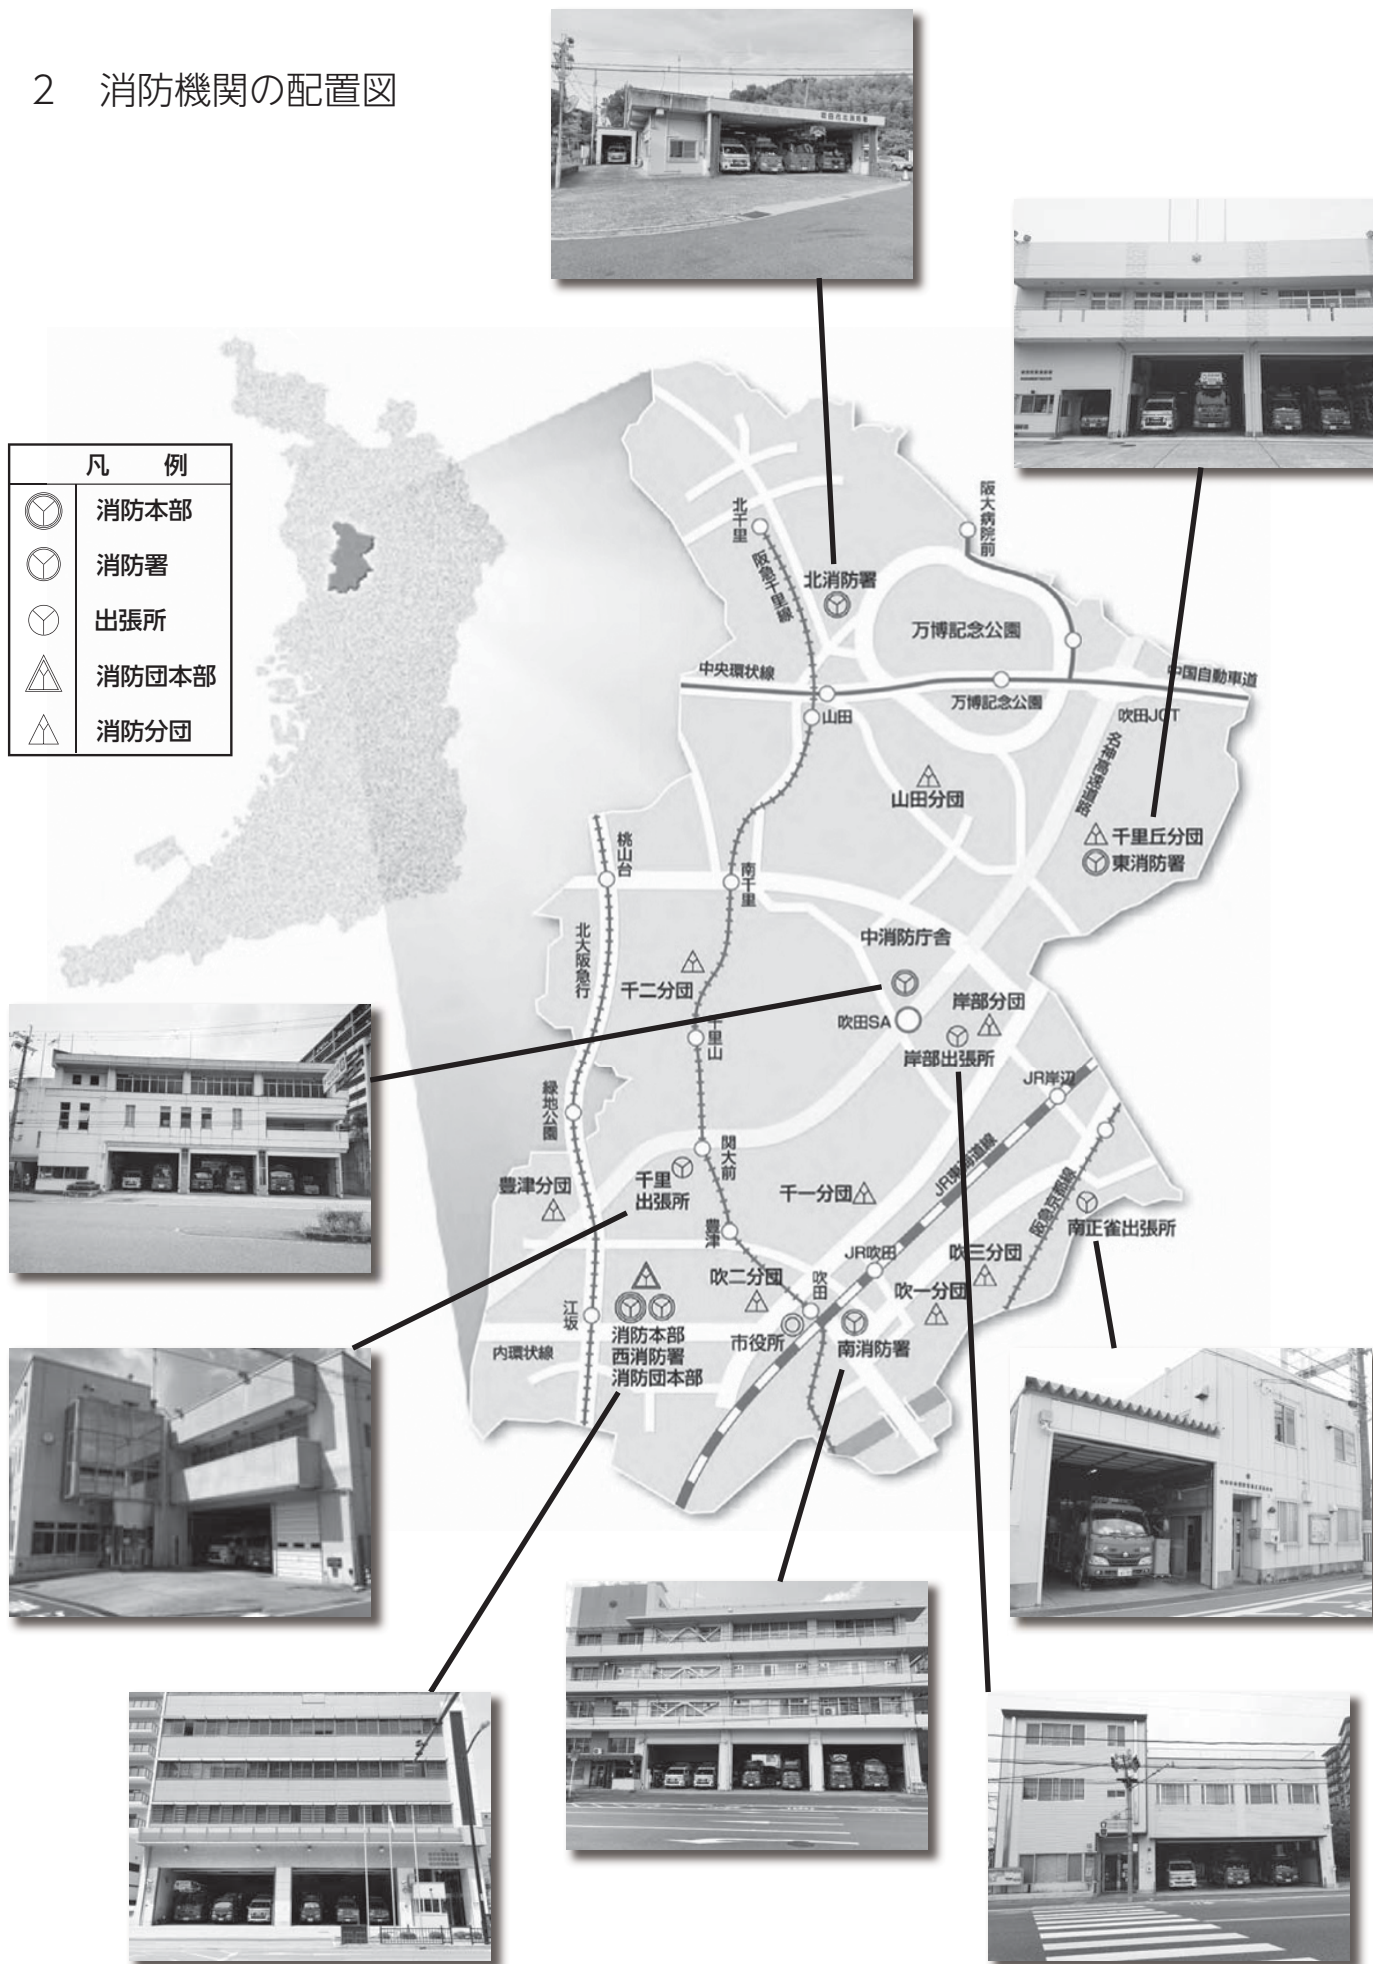 2　消防機関の配置図
凡　例
消防本部
消防署
出張所
消防団本部
消防分団
北千里
阪急千里線
北消防署
阪大病院前
万博記念公園
中央環状線
中国自動車道
万博記念公園
山田
吹田JCT
名神高速道路
山田分団
千里丘分団
東消防署
桃山台
南千里
北大阪急行
中消防庁舎
千二分団
岸部分団
吹田SA
千里山
岸部出張所
JR岸辺
緑地公園
関大前
JR東海道線
豊津分団
千里
出張所
千一分団
阪急京都線
南正雀出張所
豊津
JR吹田
吹三分団
吹二分団
吹田
吹一分団
江坂
消防本部
西消防署
消防団本部
市役所
南消防署
内環状線